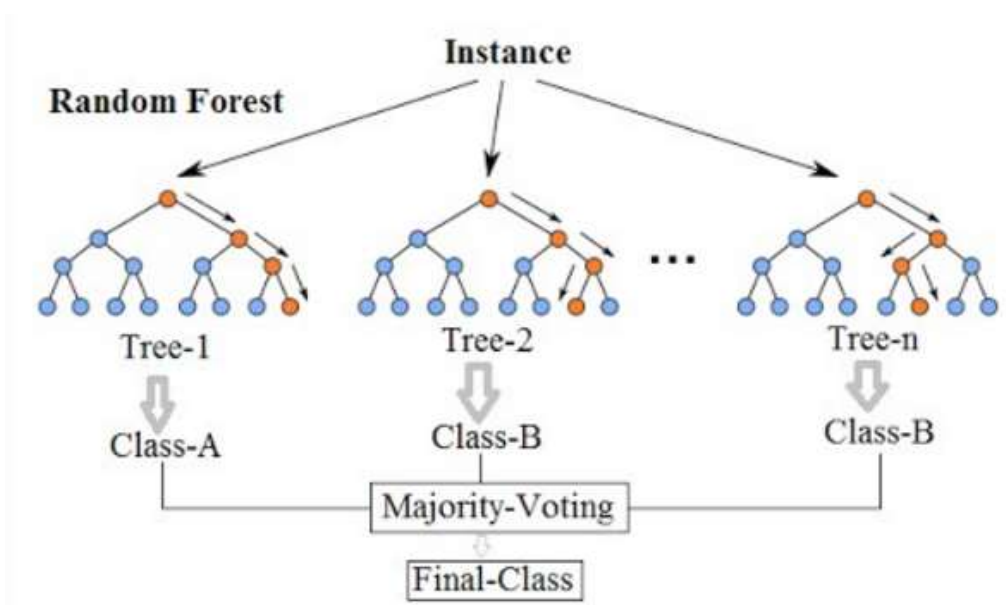 Instance
Random Forest
...
Tree-1
Tree-2
Tree-n
Class-A
Class-B
Class-B
Majority-Voting
Final-Class